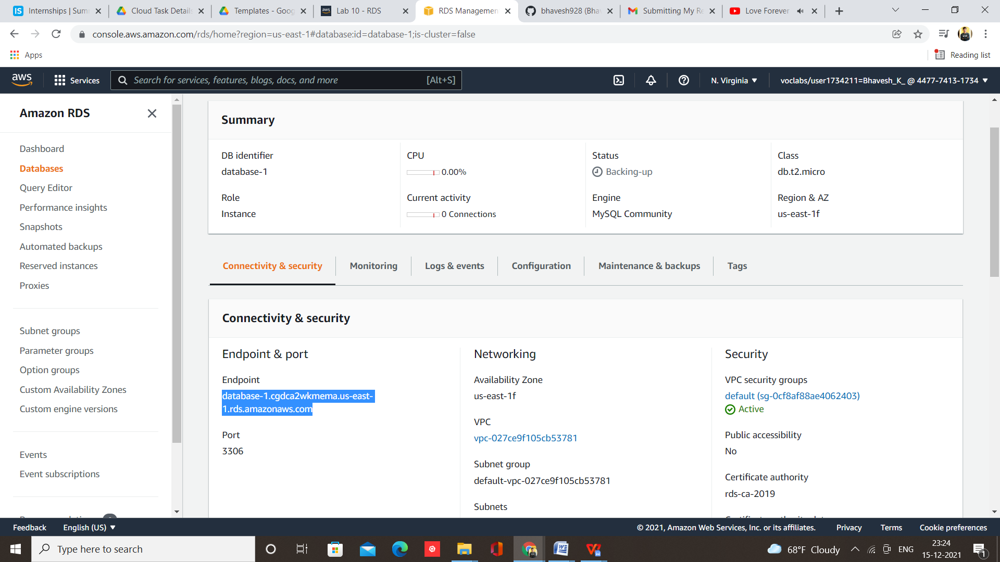 Internships | Sum
Cloud Task Details
Templates - Goog
Lab 10 - RDS
RDS Managemen
bhavesh928 (Bha
Submitting My Re
Love Forever
console.aws.amazon.com/rds/home?region=us-east-1#database:id=database-1;is-cluster=false
Apps
Reading list
aws
Services
Search for services, features, blogs, docs, and more [Alt+S]
N. Virginia
voclabs/user1734211=Bhavesh_K_ @ 4477-7413-1734
Amazon RDS
Dashboard
Databases
Query Editor
Performance insights
Snapshots
Automated backups
Reserved instances
Proxies
Subnet groups
Parameter groups
Option groups
Custom Availability Zones
Custom engine versions
Events
Event subscriptions
Summary
DB identifier
database-1
CPU
0.00%
Status
Backing-up
Class
db.t2.micro
Role
Instance
Current activity
0 Connections
Engine
MySQL Community
Region & AZ
us-east-1f
Connectivity & security
Monitoring
Logs & events
Configuration
Maintenance & backups
Tags
Connectivity & security
Endpoint & port
Endpoint
database-1.cgdca2wkmema.us-east-
1.rds.amazonaws.com
Port
3306
Networking
Availability Zone
us-east-1f
VPC
vpc-027ce9f105cb53781
Subnet group
default-vpc-027ce9f105cb53781
Subnets
Security
VPC security groups
default (sg-0cf8af88ae4062403)
Active
Public accessibility
No
Certificate authority
rds-ca-2019
Feedback
English (US)
© 2021, Amazon Web Services, Inc. or its affiliates.
Privacy
Terms
Cookie preferences
Type here to search
68°F Cloudy
ENG
23:24
15-12-2021
1